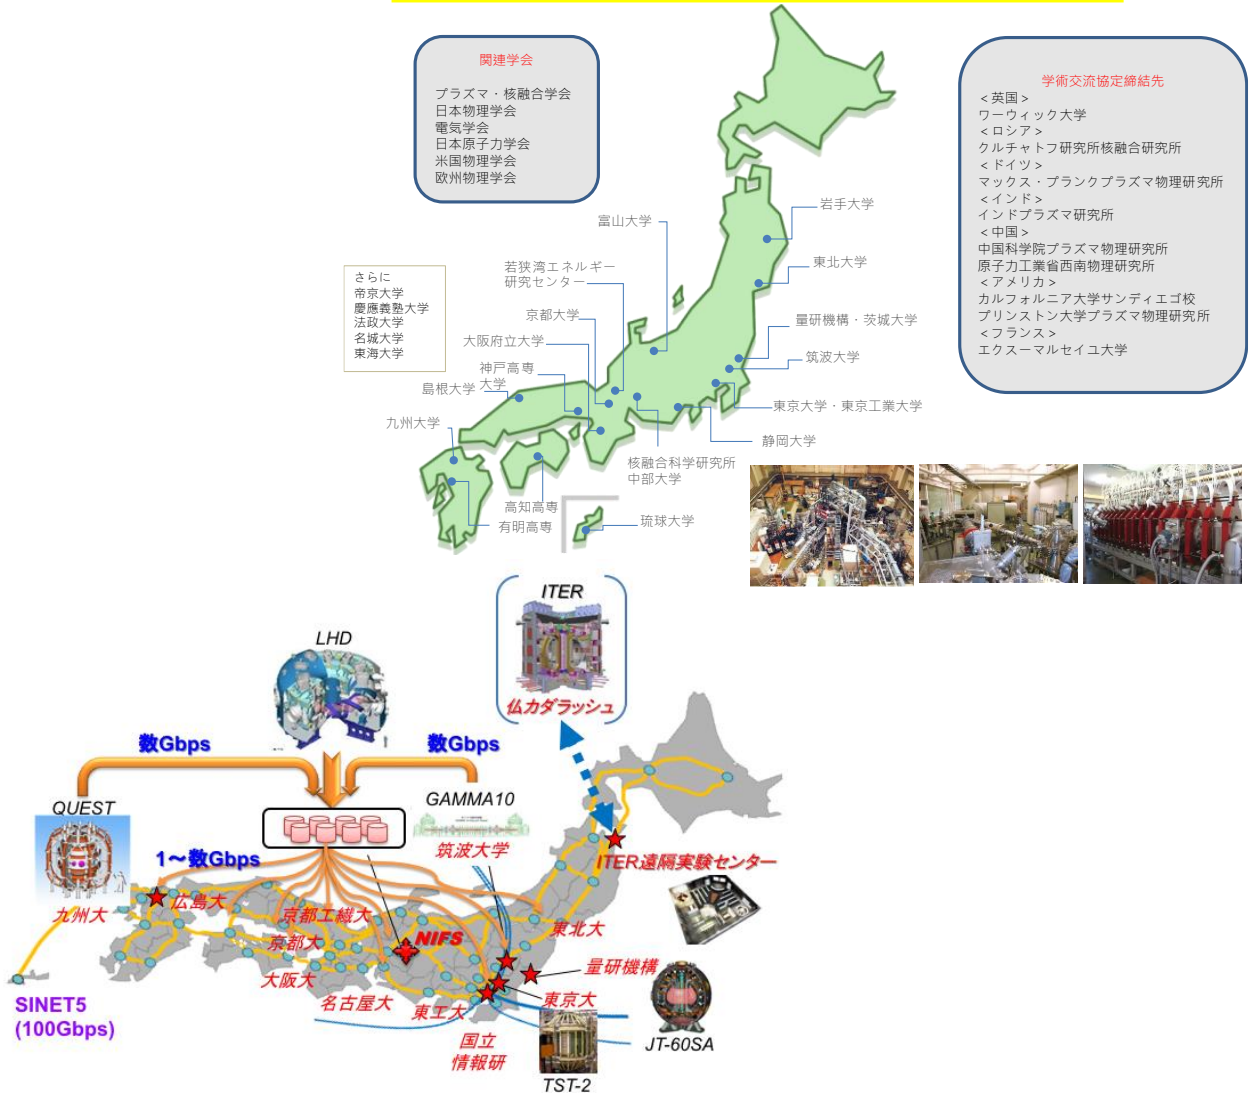 関連学会
プラズマ・核融合学会
日本物理学会
電気学会
日本原子力学会
米国物理学会
欧州物理学会
学術交流協定締結先
＜英国＞
ワーウィック大学
＜ロシア＞
クルチャトフ研究所核融合研究所
＜ドイツ＞
マックス・プランクプラズマ物理研究所
＜インド＞
インドプラズマ研究所
＜中国＞
中国科学院プラズマ物理研究所
原子力工業省西南物理研究所
＜アメリカ＞
カルフォルニア大学サンディエゴ校
プリンストン大学プラズマ物理研究所
＜フランス＞
エクスーマルセイユ大学
さらに
帝京大学
慶應義塾大学
法政大学
名城大学
東海大学
岩手大学
富山大学
東北大学
若狭湾エネルギー
研究センター
京都大学
量研機構・茨城大学
大阪府立大学
筑波大学
神戸高専
大学
島根大学
東京大学・東京工業大学
九州大学
静岡大学
核融合科学研究所
中部大学
高知高専
有明高専
琉球大学
ITER
仏カダラッシュ
LHD
数Gbps
数Gbps
QUEST
GAMMA10
筑波大学
1～数Gbps
ITER遠隔実験センター
九州大
広島大
京都工繊大
京都大
NIFS
東北大
大阪大
量研機構
名古屋大
東工大
東京大
SINET5
(100Gbps)
国立
情報研
JT-60SA
TST-2